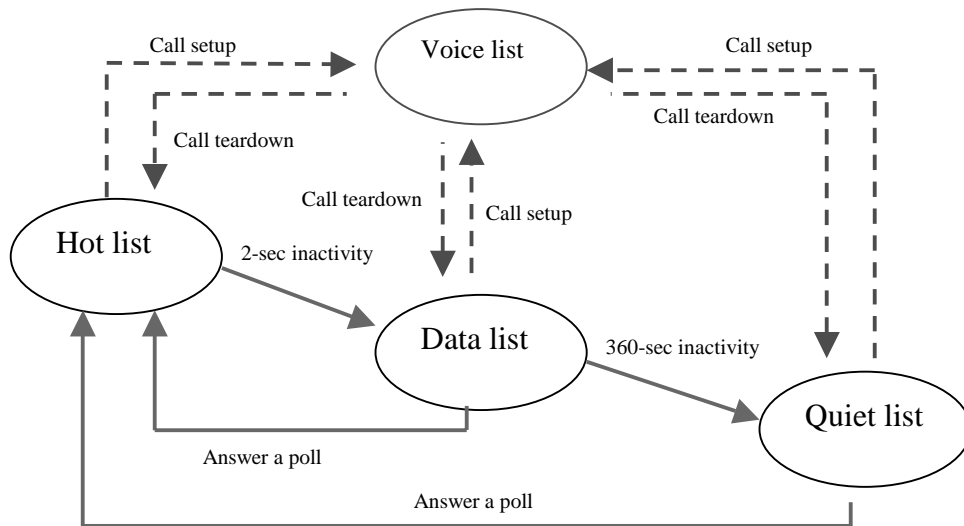 Call setup
Voice list
Call setup
Call teardown
Call teardown
Call teardown
Call setup
Hot list
2-sec inactivity
Data list
360-sec inactivity
Quiet list
Answer a poll
Answer a poll